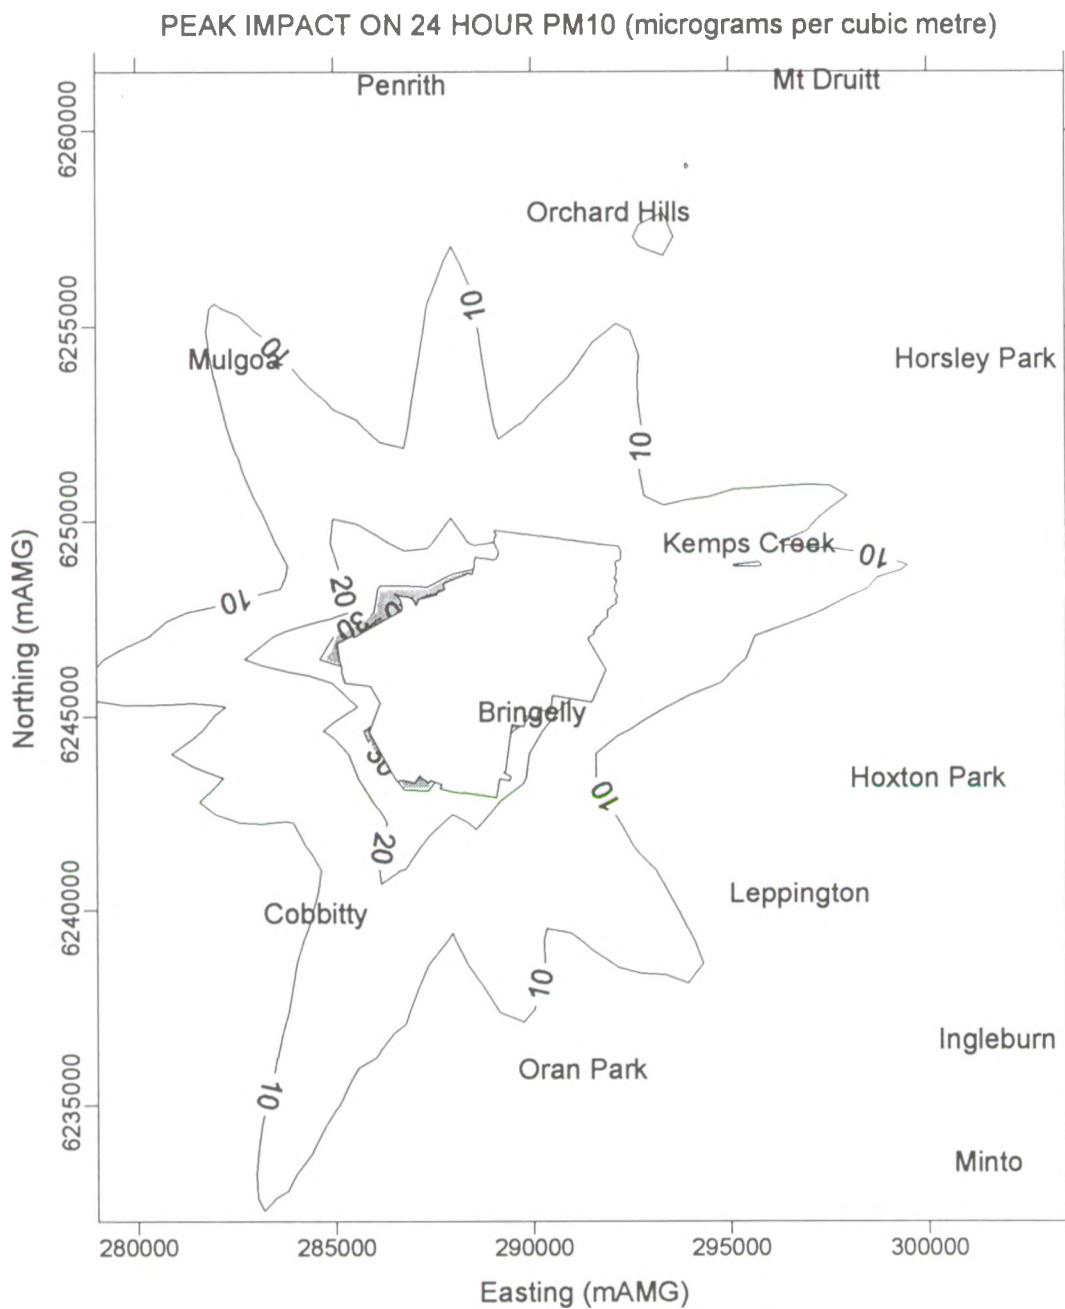 PEAK IMPACT ON 24 HOUR PM10 (micrograms per cubic metre)
Penrith
Mt Druitt
6260000
Orchard Hills
10
6255000
10
Mulgoa
Horsley Park
10
6250000
Kemps Creek
10
20
10
30
Northing (mAMG)
Bringelly
6245000
Hoxton Park
10
20
Leppington
6240000
Cobbitty
10
Ingleburn
Oran Park
10
6235000
Minto
280000
285000
290000
295000
300000
Easting (mAMG)